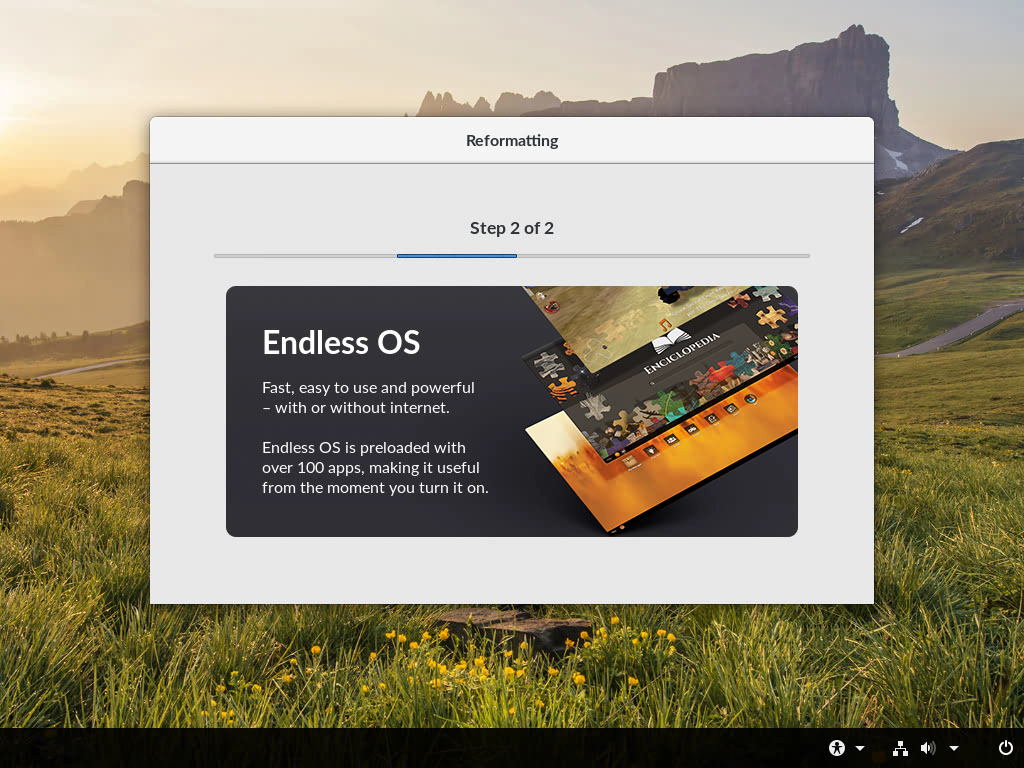 Reformatting
Step 2 of 2
Endless OS
Fast, easy to use and powerful
– with or without internet.
Endless OS is preloaded with
over 100 apps, making it useful
from the moment you turn it on.
ENCICLOPEDIA